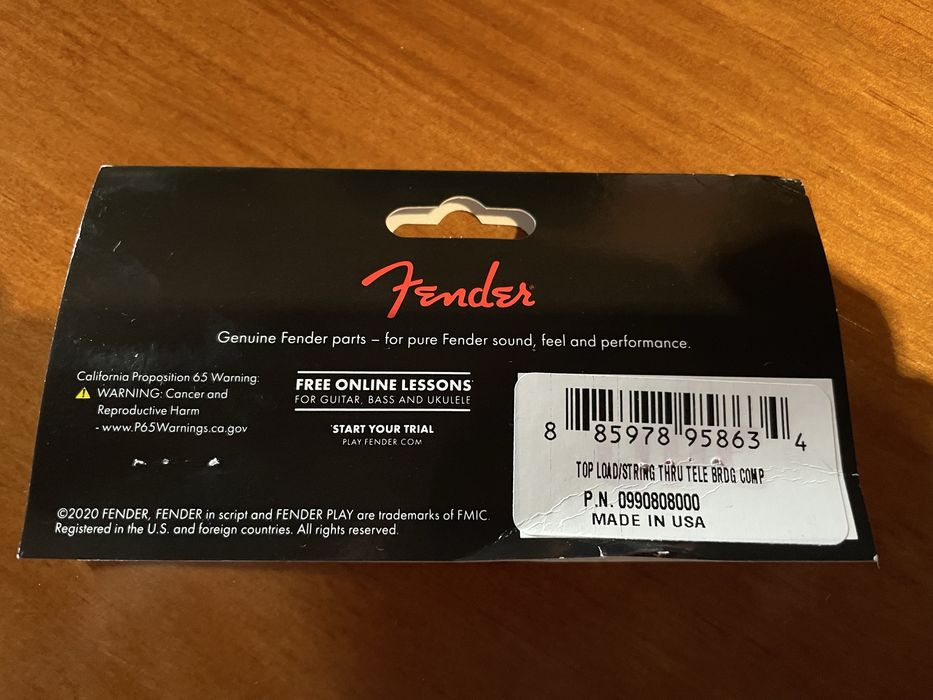 Fender
Genuine Fender parts – for pure Fender sound, feel and performance.
California Proposition 65 Warning:
WARNING: Cancer and
Reproductive Harm
- www.P65Warnings.ca.gov
FREE ONLINE LESSONS*
FOR GUITAR, BASS AND UKULELE
*START YOUR TRIAL
PLAY.FENDER.COM
8 85978 95863 4
TOP LOAD/STRING THRU TELE BRDG COMP
P.N. 0990808000
MADE IN USA
©2020 FENDER, FENDER in script and FENDER PLAY are trademarks of FMIC.
Registered in the U.S. and foreign countries. All rights reserved.